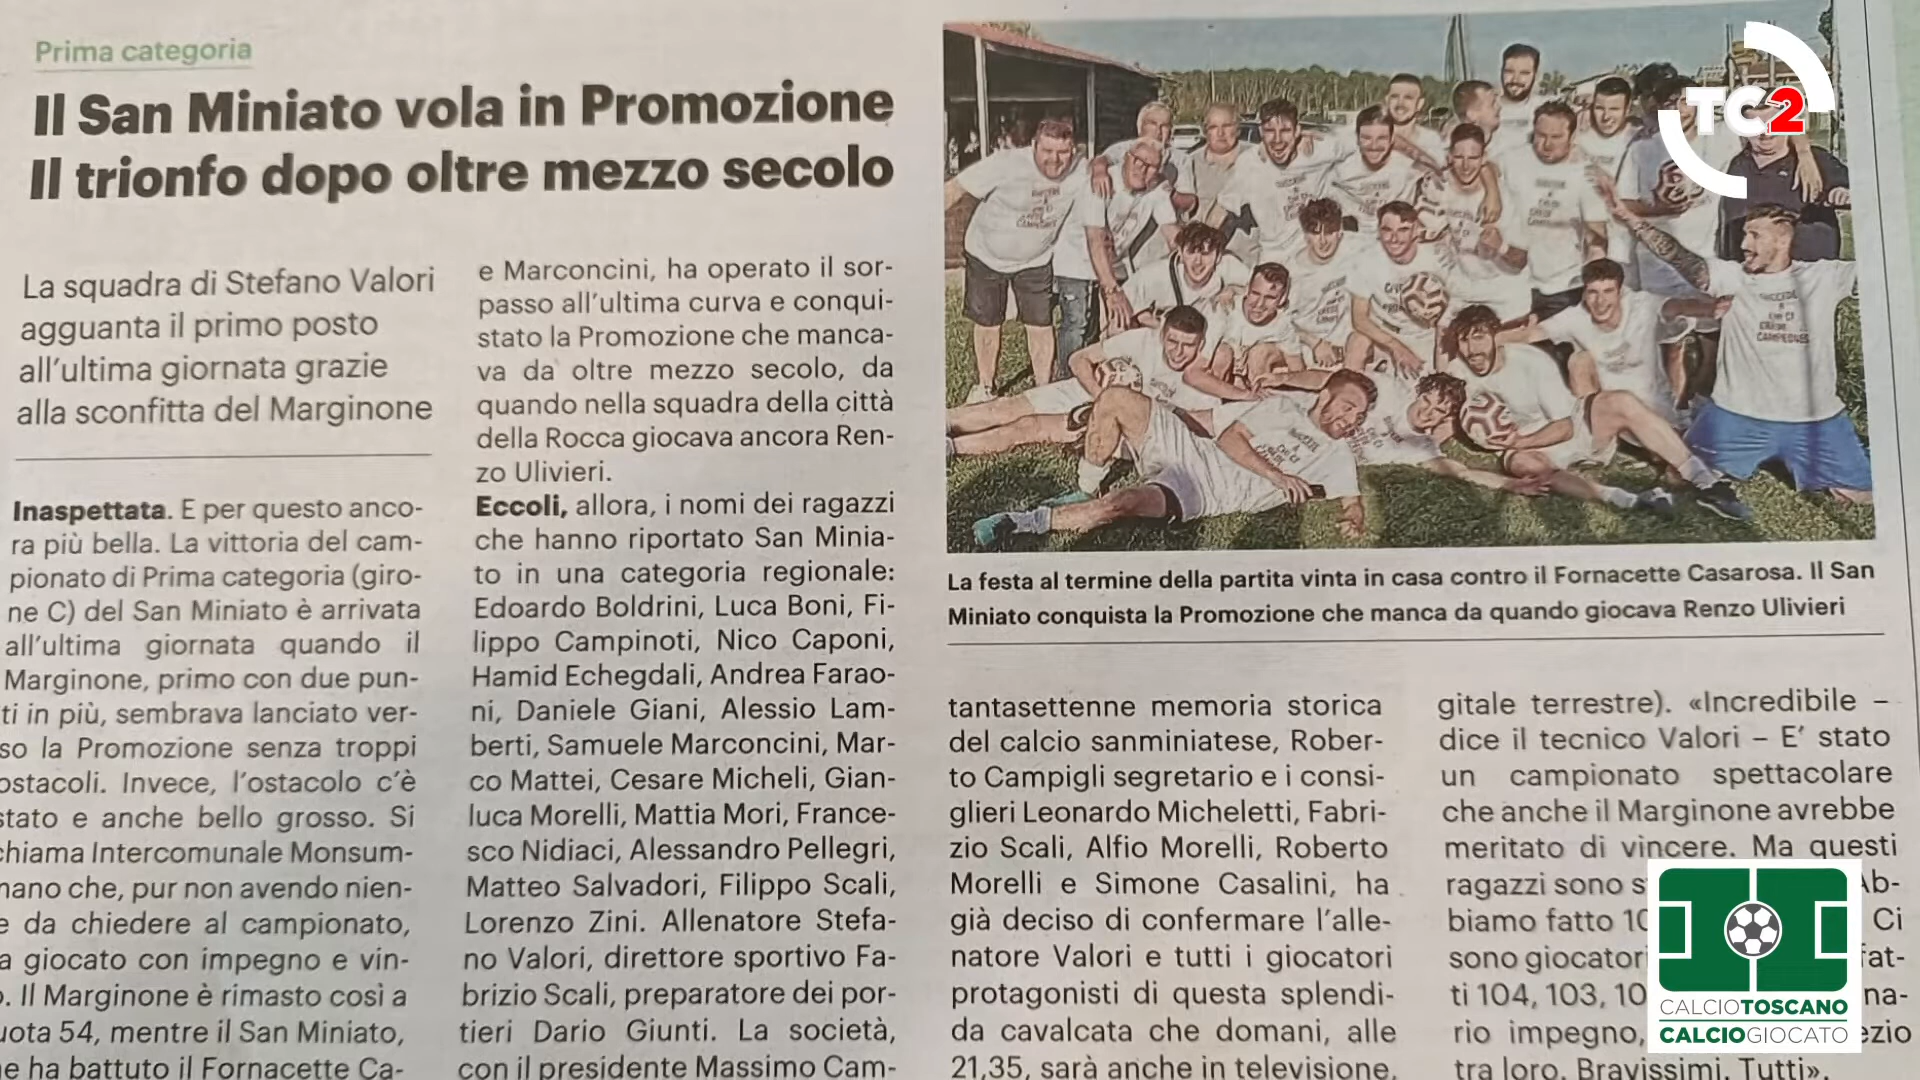 Prima categoria
Il San Miniato vola in Promozione
Il trionfo dopo oltre mezzo secolo
La squadra di Stefano Valori
agguanta il primo posto
all'ultima giornata grazie
alla sconfitta del Marginone
Inaspettata. E per questo anco-
ra più bella. La vittoria del cam-
pionato di Prima categoria (giro-
ne C) del San Miniato è arrivata
all'ultima giornata quando il
Marginone, primo con due pun-
ti in più, sembrava lanciato ver-
so la Promozione senza troppi
ostacoli. Invece, l'ostacolo c'è
stato e anche bello grosso. Si
chiama Intercomunale Monsum-
mano che, pur non avendo nien-
e da chiedere al campionato,
a giocato con impegno e vin-
. Il Marginone è rimasto così a
uota 54, mentre il San Miniato,
he ha battuto il Fornacette Ca-
e Marconcini, ha operato il sor-
passo all'ultima curva e conqui-
stato la Promozione che manca-
va da oltre mezzo secolo, da
quando nella squadra della città
della Rocca giocava ancora Ren-
zo Ulivieri.
Eccoli, allora, i nomi dei ragazzi
che hanno riportato San Minia-
to in una categoria regionale:
Edoardo Boldrini, Luca Boni, Fi-
lippo Campinoti, Nico Caponi,
Hamid Echegdali, Andrea Farao-
ni, Daniele Giani, Alessio Lam-
berti, Samuele Marconcini, Mar-
co Mattei, Cesare Micheli, Gian-
luca Morelli, Mattia Mori, France-
sco Nidiaci, Alessandro Pellegri,
Matteo Salvadori, Filippo Scali,
Lorenzo Zini. Allenatore Stefa-
no Valori, direttore sportivo Fa-
brizio Scali, preparatore dei por-
tieri Dario Giunti. La società,
con il presidente Massimo Cam-
TC2
La festa al termine della partita vinta in casa contro il Fornacette Casarosa. Il San
Miniato conquista la Promozione che manca da quando giocava Renzo Ulivieri
tantasettenne memoria storica
del calcio sanminiatese, Rober-
to Campigli segretario e i consi-
glieri Leonardo Micheletti, Fabri-
zio Scali, Alfio Morelli, Roberto
Morelli e Simone Casalini, ha
già deciso di confermare l'alle-
natore Valori e tutti i giocatori
protagonisti di questa splendi-
da cavalcata che domani, alle
21,35, sarà anche in televisione,
gitale terrestre). «Incredibile –
dice il tecnico Valori – E' stato
un campionato spettacolare
che anche il Marginone avrebbe
meritato di vincere. Ma questi
ragazzi sono s Ab-
biamo fatto 10 Ci
sono giocatori fat-
ti 104, 103, 10 na-
rio impegno, ezio
tra loro. Bravissimi. Tutti».
CALCIOTOSCANO
CALCIOGIOCATO